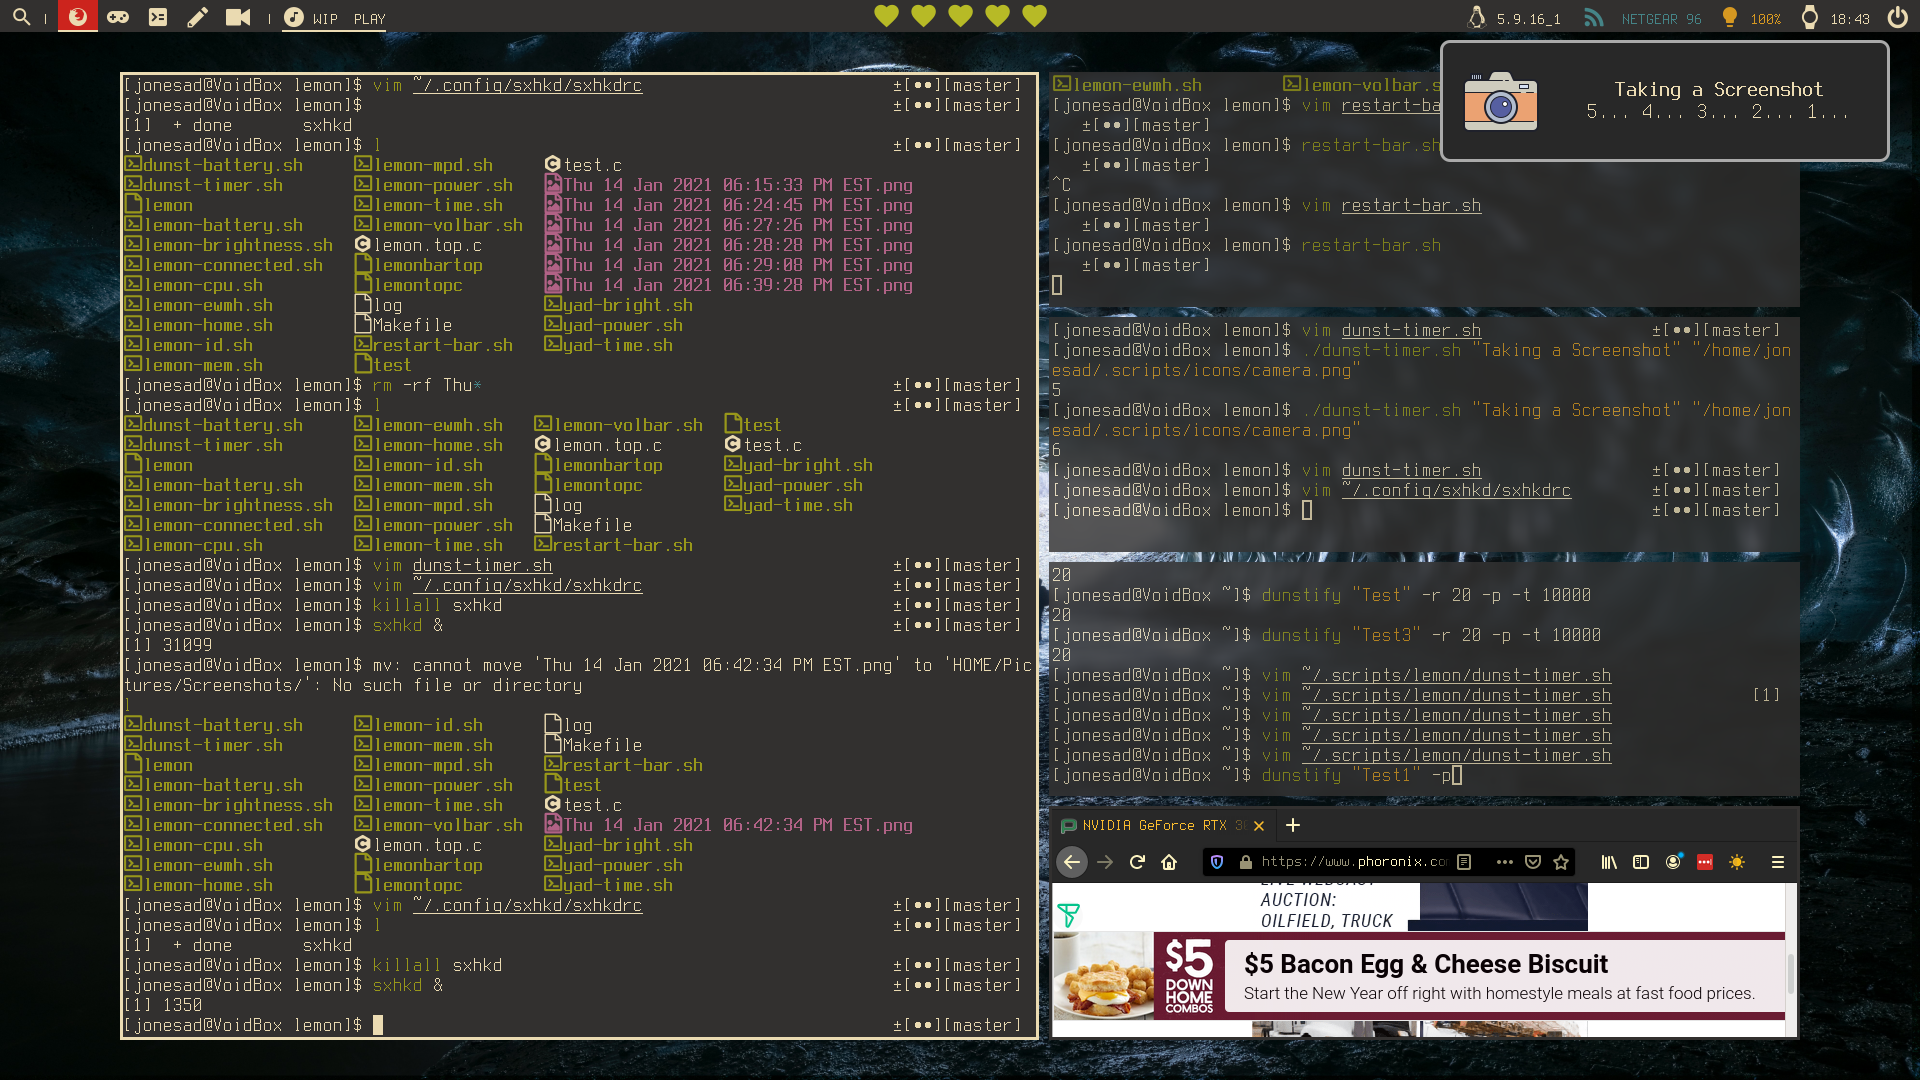 WIP PLAY
5.9.16_1 NETGEAR 96 100% 18:43
[jonesad@VoidBox lemon]$ vim ~/.config/sxhkd/sxhkdrc ±[••][master]
[jonesad@VoidBox lemon]$ ±[••][master]
[1] + done sxhkd
[jonesad@VoidBox lemon]$ l ±[••][master]
dunst-battery.sh lemon-mpd.sh test.c
dunst-timer.sh lemon-power.sh Thu 14 Jan 2021 06:15:33 PM EST.png
lemon lemon-time.sh Thu 14 Jan 2021 06:24:45 PM EST.png
lemon-battery.sh lemon-volbar.sh Thu 14 Jan 2021 06:27:26 PM EST.png
lemon-brightness.sh lemon.top.c Thu 14 Jan 2021 06:28:28 PM EST.png
lemon-connected.sh lemonbartop Thu 14 Jan 2021 06:29:08 PM EST.png
lemon-cpu.sh lemontopc Thu 14 Jan 2021 06:39:28 PM EST.png
lemon-ewmh.sh log yad-bright.sh
lemon-home.sh Makefile yad-power.sh
lemon-id.sh restart-bar.sh yad-time.sh
lemon-mem.sh test
[jonesad@VoidBox lemon]$ rm -rf Thu* ±[••][master]
[jonesad@VoidBox lemon]$ l ±[••][master]
dunst-battery.sh lemon-ewmh.sh lemon-volbar.sh test
dunst-timer.sh lemon-home.sh lemon.top.c test.c
lemon lemon-id.sh lemonbartop yad-bright.sh
lemon-battery.sh lemon-mem.sh lemontopc yad-power.sh
lemon-brightness.sh lemon-mpd.sh log yad-time.sh
lemon-connected.sh lemon-power.sh Makefile
lemon-cpu.sh lemon-time.sh restart-bar.sh
[jonesad@VoidBox lemon]$ vim dunst-timer.sh ±[••][master]
[jonesad@VoidBox lemon]$ vim ~/.config/sxhkd/sxhkdrc ±[••][master]
[jonesad@VoidBox lemon]$ killall sxhkd ±[••][master]
[jonesad@VoidBox lemon]$ sxhkd & ±[••][master]
[1] 31099
[jonesad@VoidBox lemon]$ mv: cannot move 'Thu 14 Jan 2021 06:42:34 PM EST.png' to 'HOME/Pic
tures/Screenshots/': No such file or directory
l
dunst-battery.sh lemon-id.sh log
dunst-timer.sh lemon-mem.sh Makefile
lemon lemon-mpd.sh restart-bar.sh
lemon-battery.sh lemon-power.sh test
lemon-brightness.sh lemon-time.sh test.c
lemon-connected.sh lemon-volbar.sh Thu 14 Jan 2021 06:42:34 PM EST.png
lemon-cpu.sh lemon.top.c yad-bright.sh
lemon-ewmh.sh lemonbartop yad-power.sh
lemon-home.sh lemontopc yad-time.sh
[jonesad@VoidBox lemon]$ vim ~/.config/sxhkd/sxhkdrc ±[••][master]
[jonesad@VoidBox lemon]$ l ±[••][master]
[1] + done sxhkd
[jonesad@VoidBox lemon]$ killall sxhkd ±[••][master]
[jonesad@VoidBox lemon]$ sxhkd & ±[••][master]
[1] 1350
[jonesad@VoidBox lemon]$ ±[••][master]
lemon-ewmh.sh lemon-volbar.s
[jonesad@VoidBox lemon]$ vim restart-ba
±[••][master]
[jonesad@VoidBox lemon]$ restart-bar.sh
±[••][master]
^C
[jonesad@VoidBox lemon]$ vim restart-bar.sh
±[••][master]
[jonesad@VoidBox lemon]$ restart-bar.sh
±[••][master]
Taking a Screenshot
5... 4... 3... 2... 1...
[jonesad@VoidBox lemon]$ vim dunst-timer.sh ±[••][master]
[jonesad@VoidBox lemon]$ ./dunst-timer.sh "Taking a Screenshot" "/home/jon
esad/.scripts/icons/camera.png"
5
[jonesad@VoidBox lemon]$ ./dunst-timer.sh "Taking a Screenshot" "/home/jon
esad/.scripts/icons/camera.png"
6
[jonesad@VoidBox lemon]$ vim dunst-timer.sh ±[••][master]
[jonesad@VoidBox lemon]$ vim ~/.config/sxhkd/sxhkdrc ±[••][master]
[jonesad@VoidBox lemon]$ ±[••][master]
20
[jonesad@VoidBox ~]$ dunstify "Test" -r 20 -p -t 10000
20
[jonesad@VoidBox ~]$ dunstify "Test3" -r 20 -p -t 10000
20
[jonesad@VoidBox ~]$ vim ~/.scripts/lemon/dunst-timer.sh
[jonesad@VoidBox ~]$ vim ~/.scripts/lemon/dunst-timer.sh [1]
[jonesad@VoidBox ~]$ vim ~/.scripts/lemon/dunst-timer.sh
[jonesad@VoidBox ~]$ vim ~/.scripts/lemon/dunst-timer.sh
[jonesad@VoidBox ~]$ vim ~/.scripts/lemon/dunst-timer.sh
[jonesad@VoidBox ~]$ dunstify "Test1" -p
NVIDIA GeForce RTX 3
https://www.phoronix.co
LIVE WEBCAST
AUCTION:
OILFIELD, TRUCK
$5 DOWN HOME COMBOS
$5 Bacon Egg & Cheese Biscuit
Start the New Year off right with homestyle meals at fast food prices.